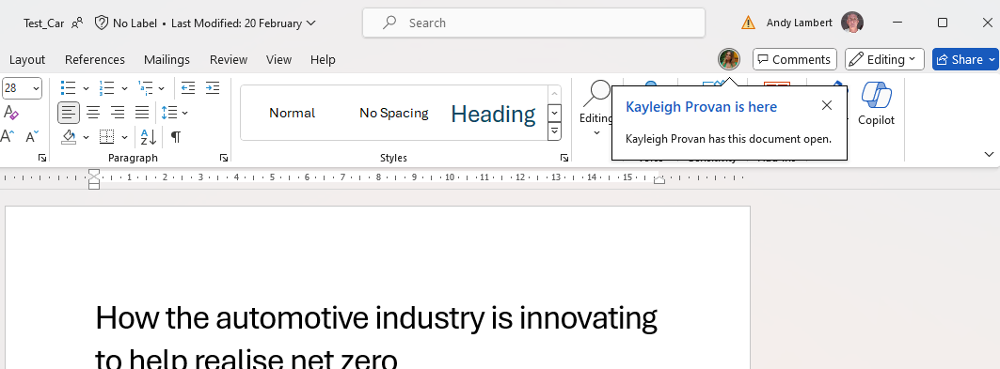 Test_Car No Label • Last Modified: 20 February
Search
Andy Lambert
Layout References Mailings Review View Help
Comments Editing Share
28
Normal No Spacing Heading
Editing
Copilot
Kayleigh Provan is here
Kayleigh Provan has this document open.
Paragraph
Styles
1 2 3 4 5 6 7 8 9 10 11 12 13 14 15
How the automotive industry is innovating
to help realise net zero